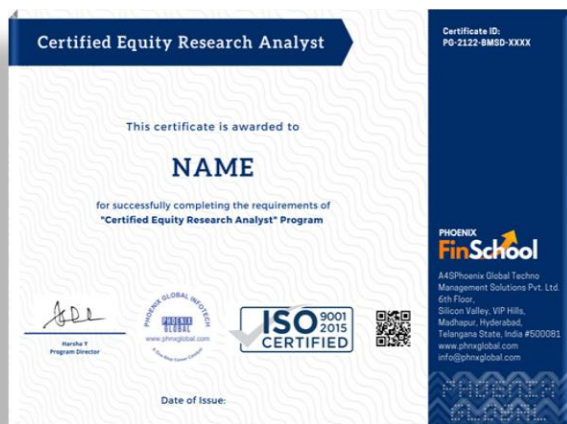 Certified Equity Research Analyst
This certificate is awarded to
NAME
for successfully completing the requirements of
"Certified Equity Research Analyst" Program
Harsha Y
Program Director
PHOENIX GLOBAL INFOTECH
PHOENIX
GLOBAL
www.phnxglobal.com
ISO 9001
2015
CERTIFIED
Date of Issue:
Certificate ID:
PG-2122-BMSD-XXXX
PHOENIX
FinSchool
A4SPhoenix Global Techno
Management Solutions Pvt. Ltd.
6th Floor,
Silicon Valley, VIP Hills,
Madhapur, Hyderabad,
Telangana State, India #500081
www.phnxglobal.com
info@phnxglobal.com
PHOENIX
GLOBAL